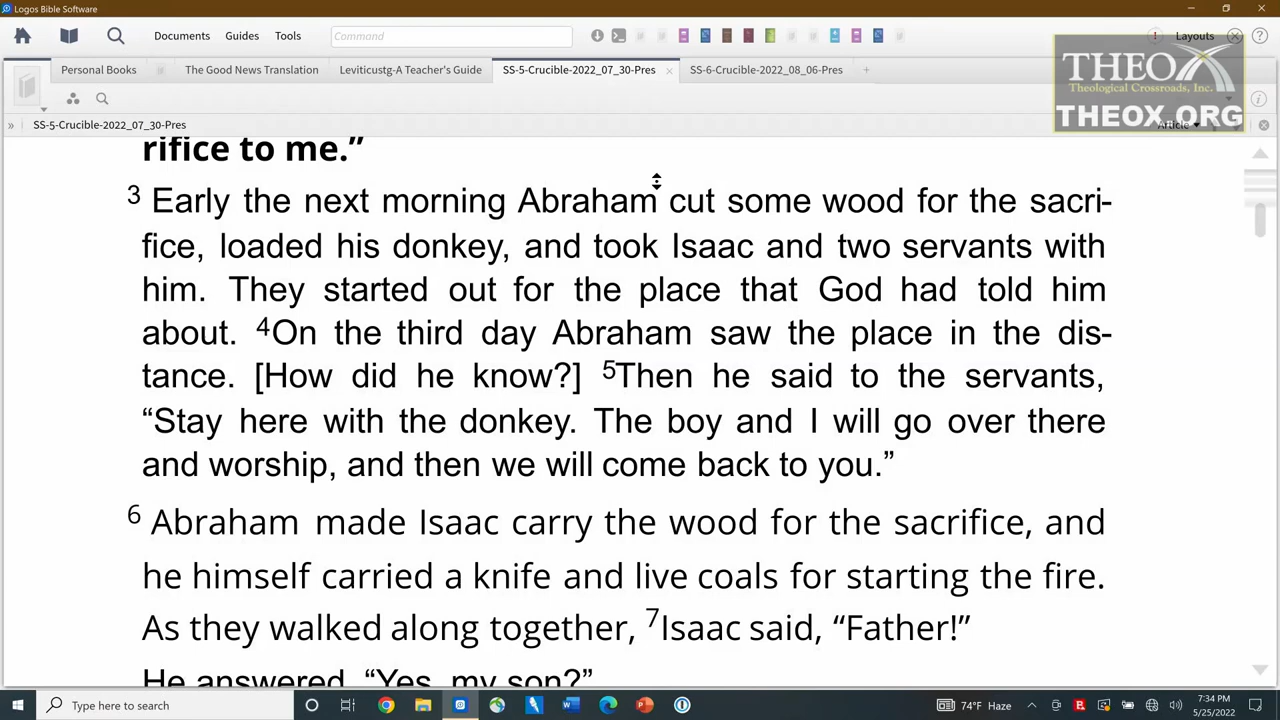 Logos Bible Software
Documents Guides Tools Command Layouts
Personal Books The Good News Translation Leviticustg A Teacher's Guide SS-5-Crucible-2022_07_30-Pres SS-6-Crucible-2022_08_06-Pres
THEOX
Theological Crossroads, Inc.
THEOX.ORG
SS-5-Crucible-2022_07_30-Pres Article
rifice to me.”
3 Early the next morning Abraham cut some wood for the sacri-
fice, loaded his donkey, and took Isaac and two servants with
him. They started out for the place that God had told him
about. 4On the third day Abraham saw the place in the dis-
tance. [How did he know?] 5Then he said to the servants,
“Stay here with the donkey. The boy and I will go over there
and worship, and then we will come back to you.”
6 Abraham made Isaac carry the wood for the sacrifice, and
he himself carried a knife and live coals for starting the fire.
As they walked along together, 7Isaac said, “Father!”
He answered, “Yes, my son?”
Type here to search 74°F Haze 7:34 PM
5/25/2022